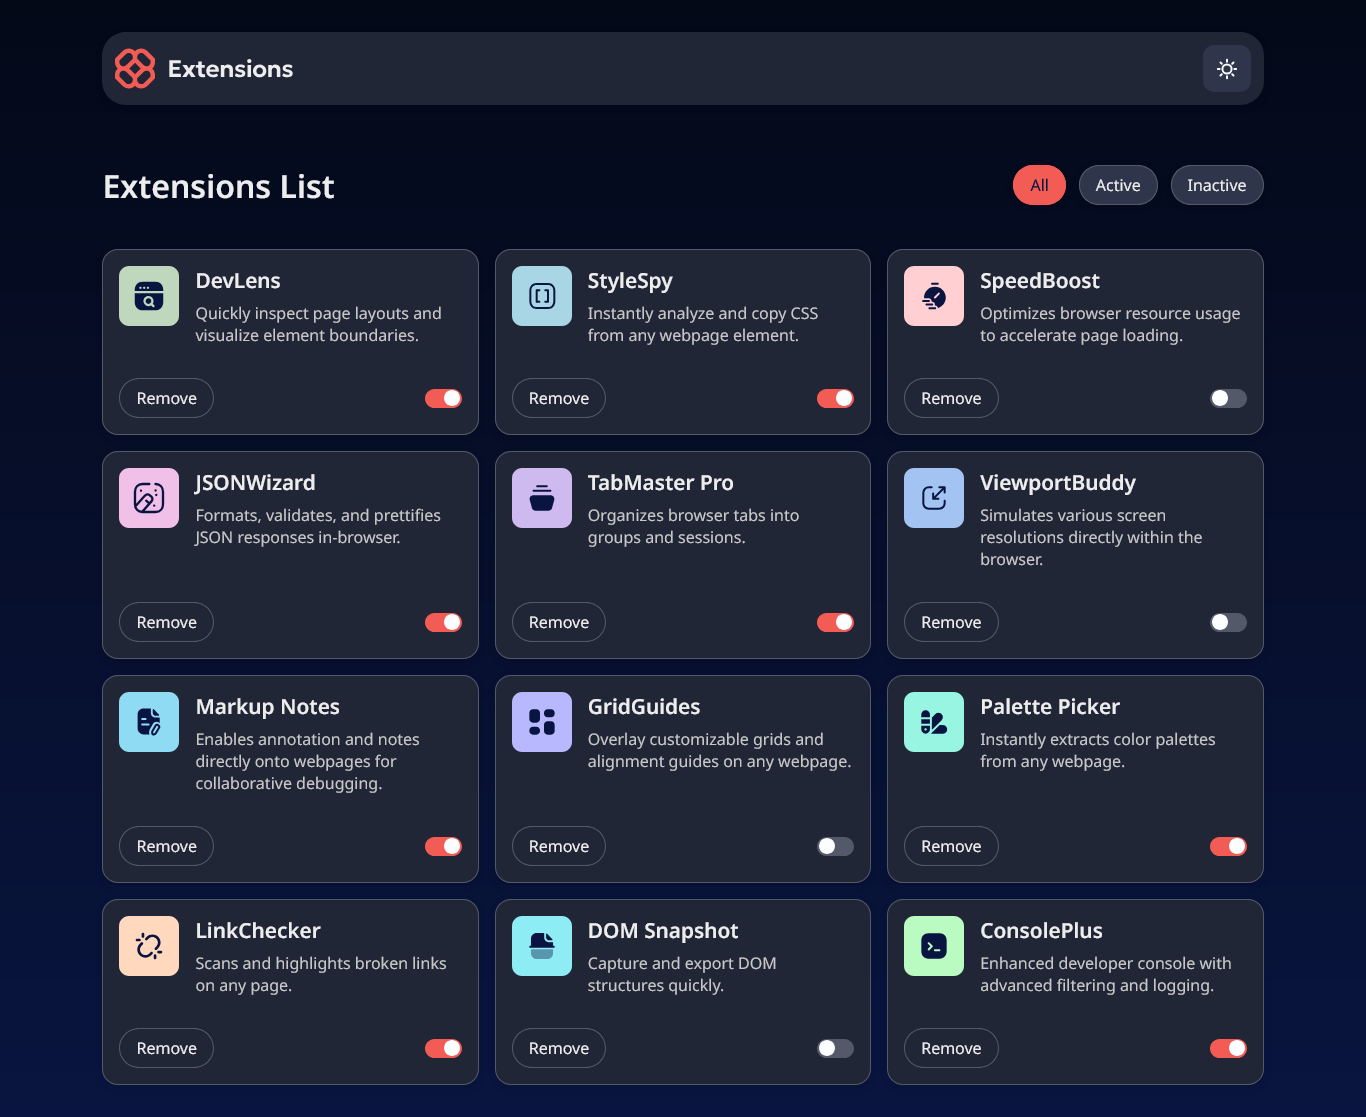 Extensions
Extensions List
All
Active
Inactive
DevLens
Quickly inspect page layouts and
visualize element boundaries.
Remove
StyleSpy
Instantly analyze and copy CSS
from any webpage element.
Remove
SpeedBoost
Optimizes browser resource usage
to accelerate page loading.
Remove
JSONWizard
Formats, validates, and prettifies
JSON responses in-browser.
Remove
TabMaster Pro
Organizes browser tabs into
groups and sessions.
Remove
ViewportBuddy
Simulates various screen
resolutions directly within the
browser.
Remove
Markup Notes
Enables annotation and notes
directly onto webpages for
collaborative debugging.
Remove
GridGuides
Overlay customizable grids and
alignment guides on any webpage.
Remove
Palette Picker
Instantly extracts color palettes
from any webpage.
Remove
LinkChecker
Scans and highlights broken links
on any page.
Remove
DOM Snapshot
Capture and export DOM
structures quickly.
Remove
ConsolePlus
Enhanced developer console with
advanced filtering and logging.
Remove